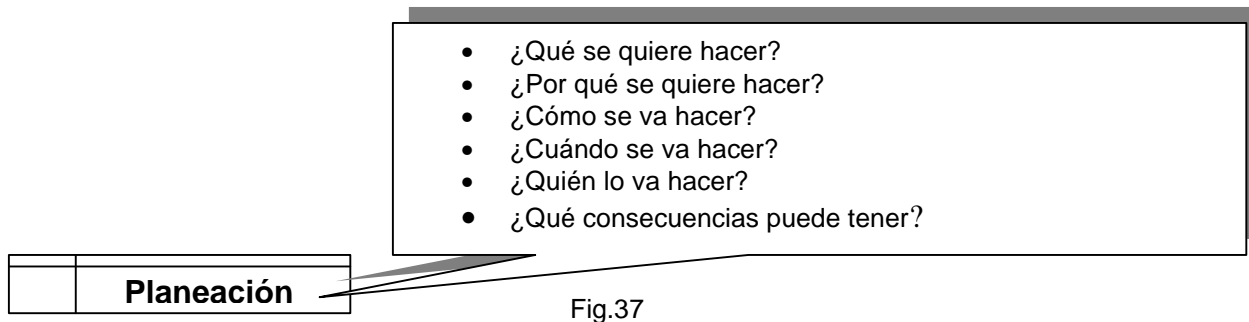 • ¿Qué se quiere hacer?
• ¿Por qué se quiere hacer?
• ¿Cómo se va hacer?
• ¿Cuándo se va hacer?
• ¿Quién lo va hacer?
• ¿Qué consecuencias puede tener?
Planeación
Fig.37